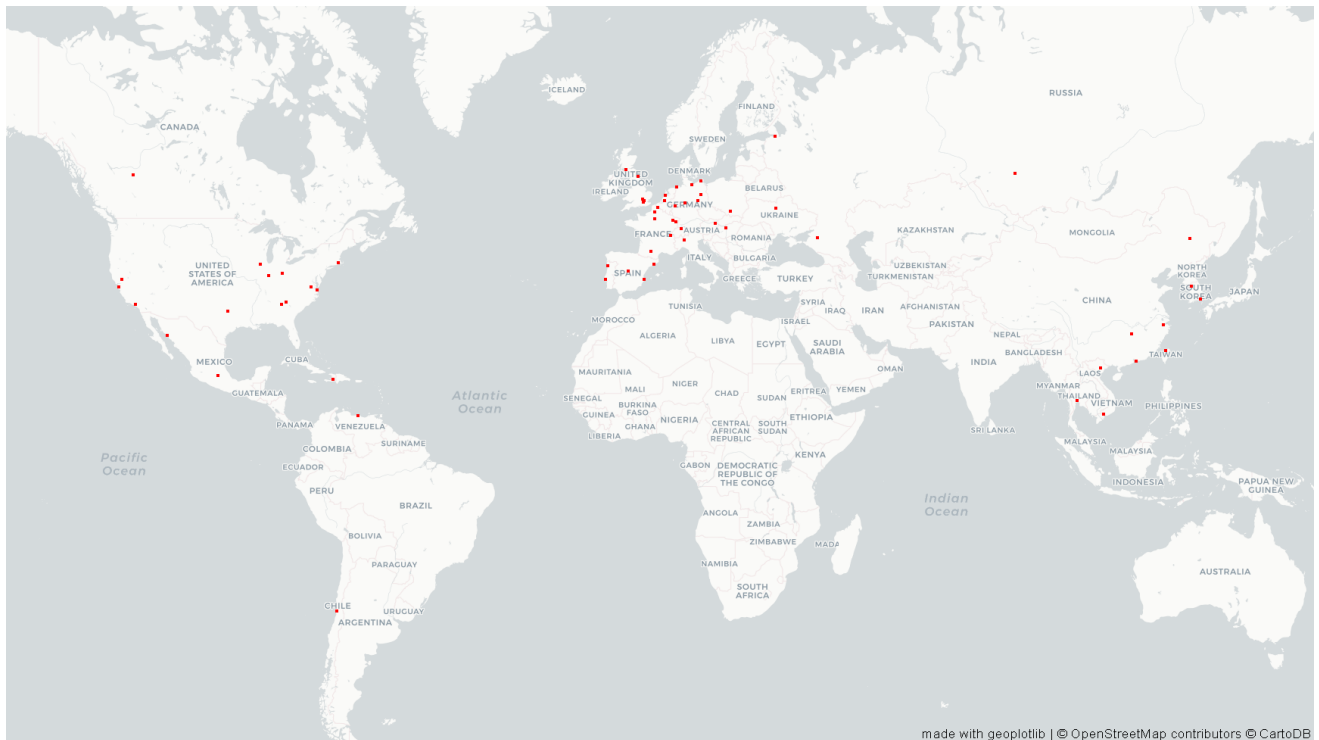 ICELAND
RUSSIA
FINLAND
CANADA
SWEDEN
DENMARK
UNITED
KINGDOM
IRELAND
BELARUS
GERMANY
UKRAINE
FRANCE
AUSTRIA
ROMANIA
KAZAKHSTAN
MONGOLIA
ITALY
BULGARIA
UNITED
STATES OF
AMERICA
SPAIN
GREECE
TURKEY
UZBEKISTAN
TURKMENISTAN
NORTH
KOREA
SOUTH
KOREA
JAPAN
CHINA
TUNISIA
SYRIA
IRAQ
IRAN
AFGHANISTAN
MOROCCO
ISRAEL
PAKISTAN
ALGERIA
LIBYA
EGYPT
SAUDI
ARABIA
NEPAL
BANGLADESH
INDIA
TAIWAN
MEXICO
CUBA
MAURITANIA
OMAN
LAOS
MYANMAR
GUATEMALA
MALI
NIGER
CHAD
SUDAN
ERITREA
YEMEN
THAILAND
VIETNAM
PHILIPPINES
Atlantic
Ocean
SENEGAL
BURKINA
FASO
GUINEA
GHANA
NIGERIA
ETHIOPIA
CENTRAL
AFRICAN
REPUBLIC
SOUTH
SUDAN
LIBERIA
SRI LANKA
PANAMA
VENEZUELA
SURINAME
COLOMBIA
MALAYSIA
MALAYSIA
KENYA
Pacific
Ocean
ECUADOR
GABON
DEMOCRATIC
REPUBLIC OF
THE CONGO
INDONESIA
PAPUA NEW
GUINEA
PERU
BRAZIL
Indian
Ocean
ANGOLA
ZAMBIA
BOLIVIA
ZIMBABWE
MADA
PARAGUAY
NAMIBIA
AUSTRALIA
SOUTH
AFRICA
CHILE
URUGUAY
ARGENTINA
made with geoplotlib | © OpenStreetMap contributors © CartoDB